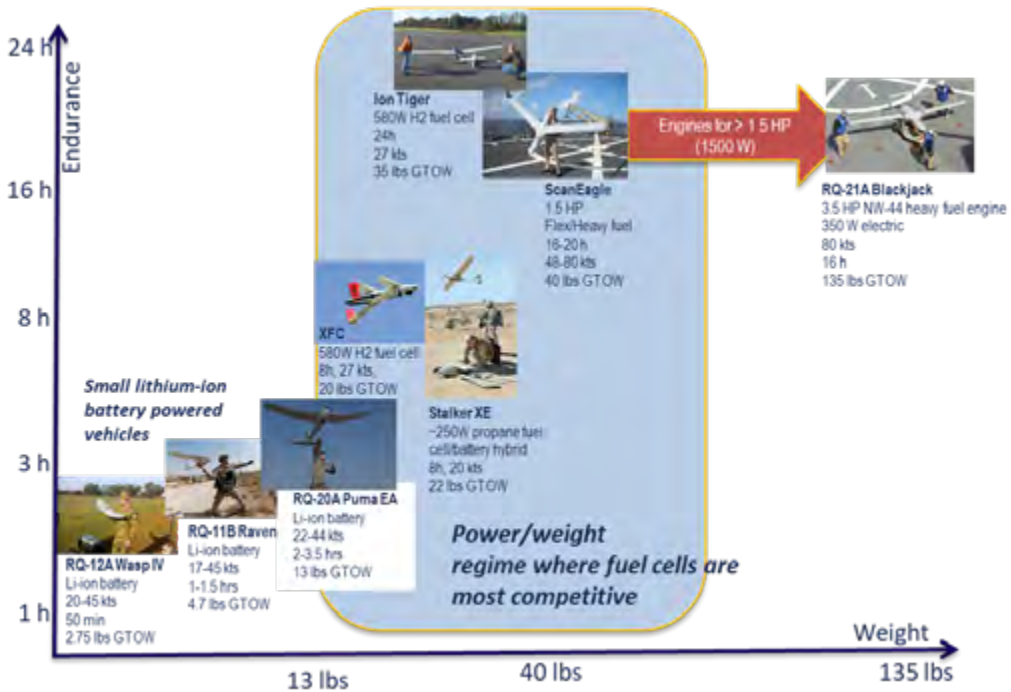 24 h
Endurance
16 h
8 h
3 h
1 h
Ion Tiger
580W H2 fuel cell
24h
27 kts
35 lbs GTOW
ScanEagle
1.5 HP
Flex/Heavy fuel
16-20 h
48-80 kts
40 lbs GTOW
Engines for > 1 5 HP
(1500 W)
RQ-21A Blackjack
3.5 HP NW-44 heavy fuel engine
350 W electric
80 kts
16 h
135 lbs GTOW
XFC
580W H2 fuel cell
8h, 27 kts,
20 lbs GTOW
Stalker XE
~250W propane fuel
cell/battery hybrid
8h, 20 kts
22 lbs GTOW
Small lithium-ion
battery powered
vehicles
RQ-12A Wasp IV
Li-ion battery
20-45 kts
50 min
2.75 lbs GTOW
RQ-11B Raven
Li-ion battery
17-45 kts
1-1.5 hrs
4.7 lbs GTOW
RQ-20A Puma EA
Li-ion battery
22-44 kts
2-3.5 hrs
13 lbs GTOW
Power/weight
regime where fuel cells are
most competitive
Weight
13 lbs
40 lbs
135 lbs